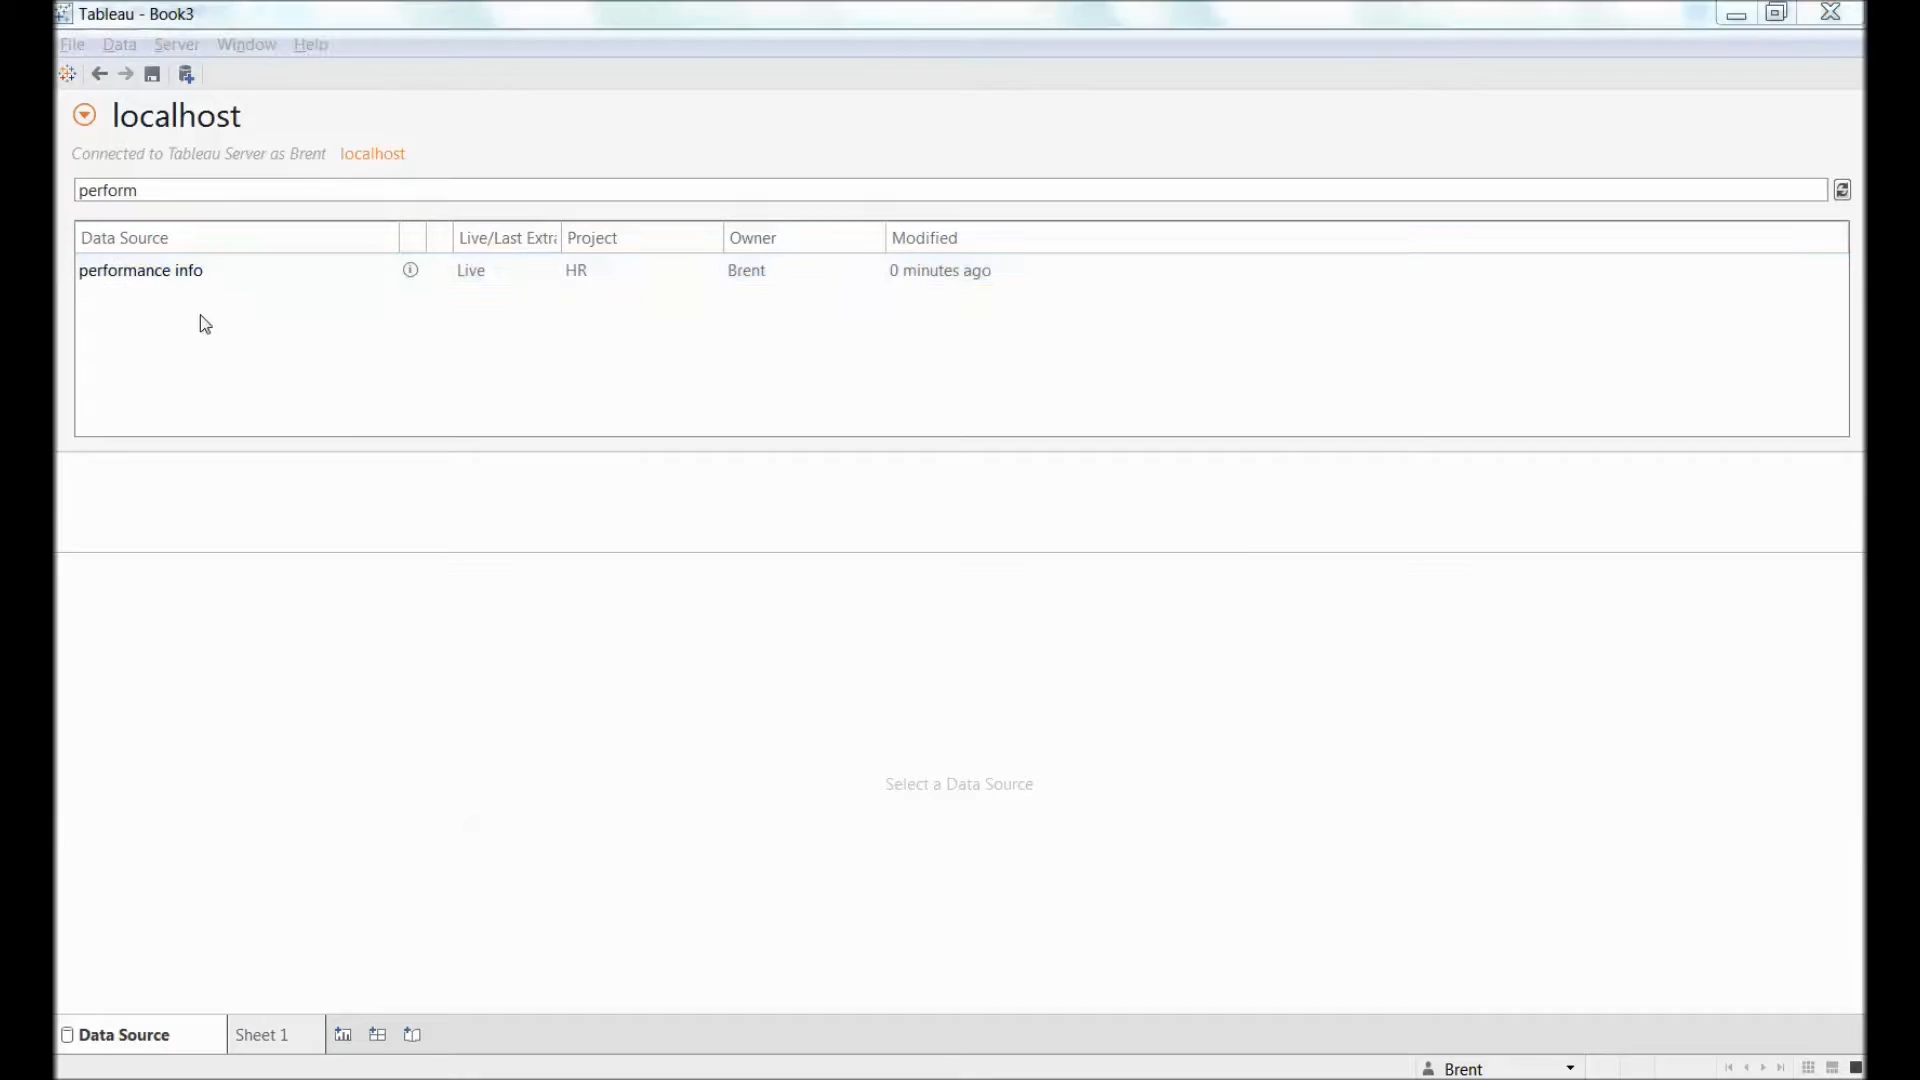 Tableau - Book3
File Data Server Window Help
localhost
Connected to Tableau Server as Brent localhost
perform
Data Source Live/Last Extra Project Owner Modified
performance info Live HR Brent 0 minutes ago
Select a Data Source
Data Source Sheet 1
Brent